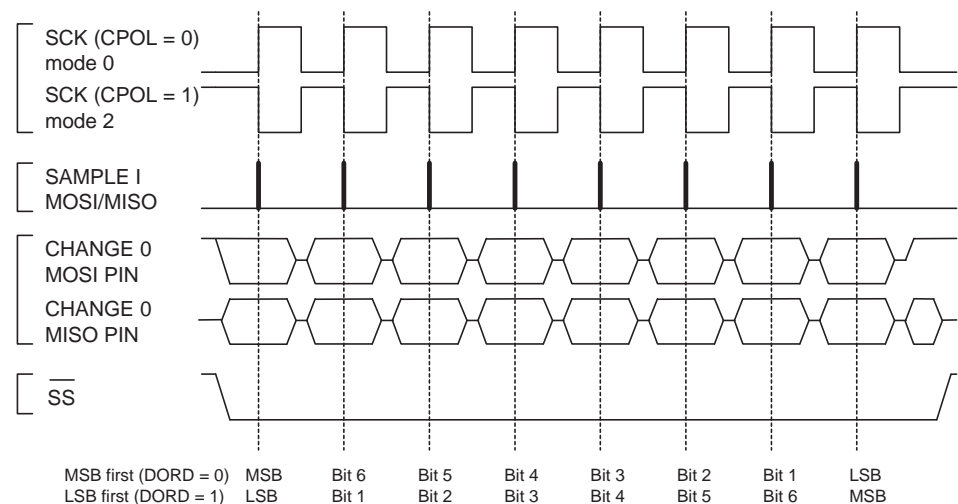 SCK (CPOL = 0)
mode 0
SCK (CPOL = 1)
mode 2
SAMPLE I
MOSI/MISO
CHANGE 0
MOSI PIN
CHANGE 0
MISO PIN
SS
MSB first (DORD = 0) MSB Bit 6 Bit 5 Bit 4 Bit 3 Bit 2 Bit 1 LSB
LSB first (DORD = 1) LSB Bit 1 Bit 2 Bit 3 Bit 4 Bit 5 Bit 6 MSB